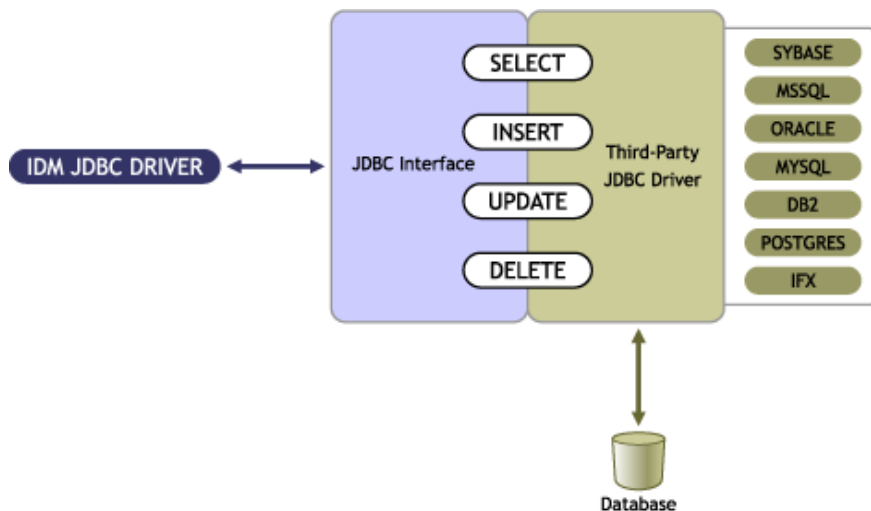 IDM JDBC DRIVER
JDBC Interface
SELECT
INSERT
UPDATE
DELETE
Third-Party
JDBC Driver
SYBASE
MSSQL
ORACLE
MYSQL
DB2
POSTGRES
IFX
Database